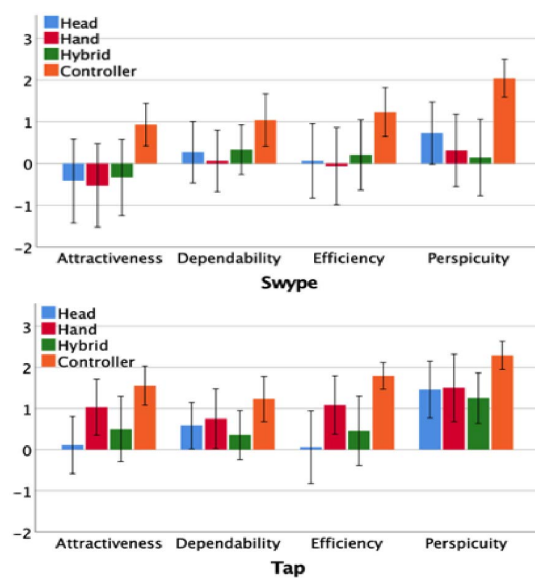 Head
Hand
Hybrid
Controller
3
2
1
0
-1
-2
Attractiveness Dependability Efficiency Perspicuity
Swype
Head
Hand
Hybrid
Controller
3
2
1
0
-1
-2
Attractiveness Dependability Efficiency Perspicuity
Tap